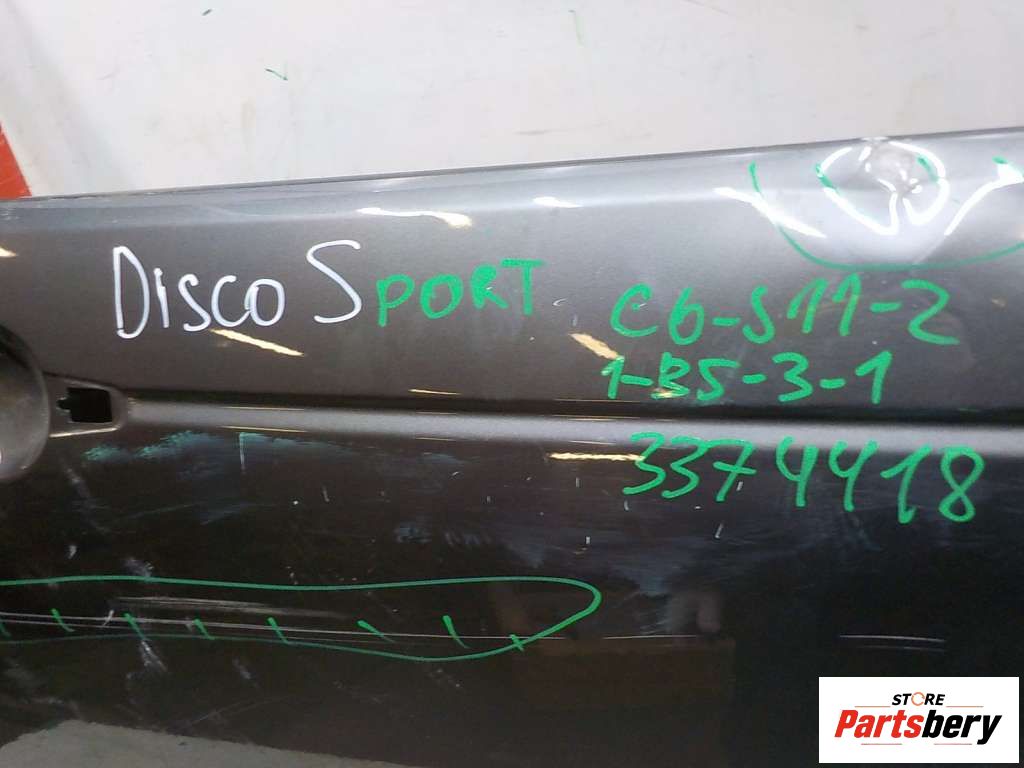 DISCO SPORT
C6-S11-2
1-B5-3-1
3374418
STORE
Partsbery